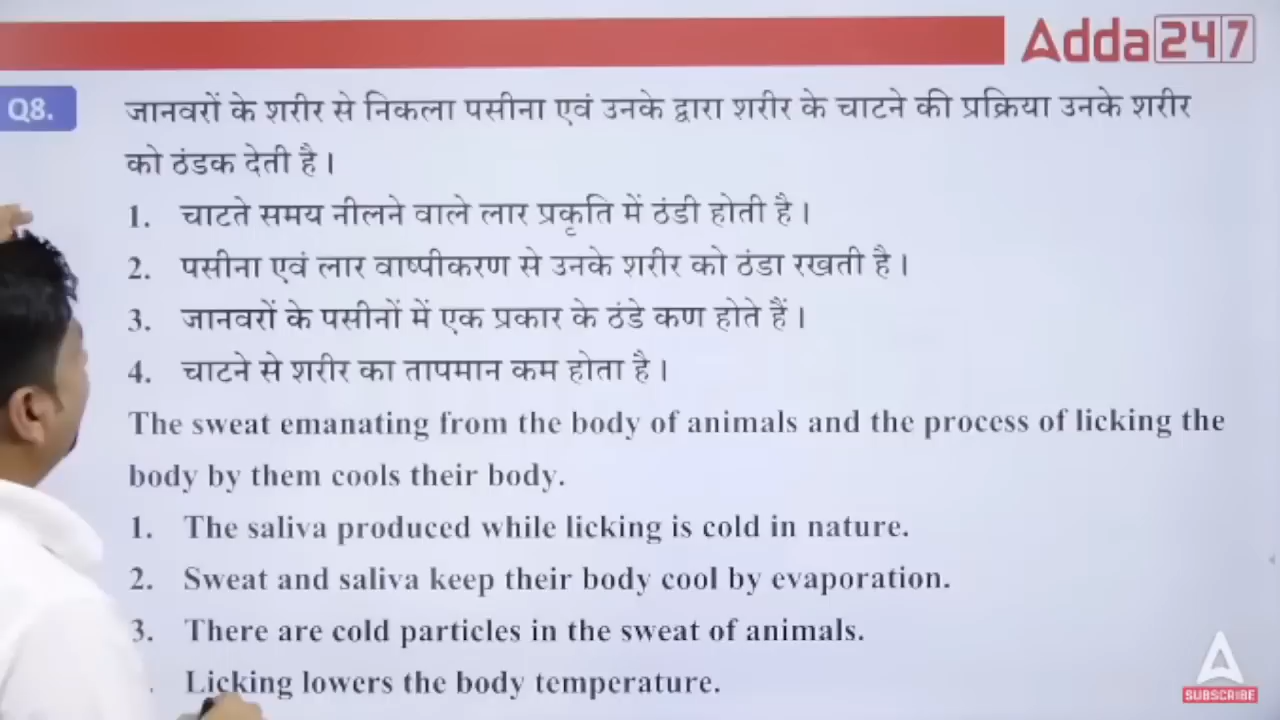 Adda247
Q8.
जानवरों के शरीर से निकला पसीना एवं उनके द्वारा शरीर के चाटने की प्रक्रिया उनके शरीर
को ठंडक देती है।
1. चाटते समय नीलने वाले लार प्रकृति में ठंडी होती है।
2. पसीना एवं लार वाष्पीकरण से उनके शरीर को ठंडा रखती है।
3. जानवरों के पसीनों में एक प्रकार के ठंडे कण होते हैं।
4. चाटने से शरीर का तापमान कम होता है।
The sweat emanating from the body of animals and the process of licking the
body by them cools their body.
1. The saliva produced while licking is cold in nature.
2. Sweat and saliva keep their body cool by evaporation.
3. There are cold particles in the sweat of animals.
. Licking lowers the body temperature.
SUBSCRIBE